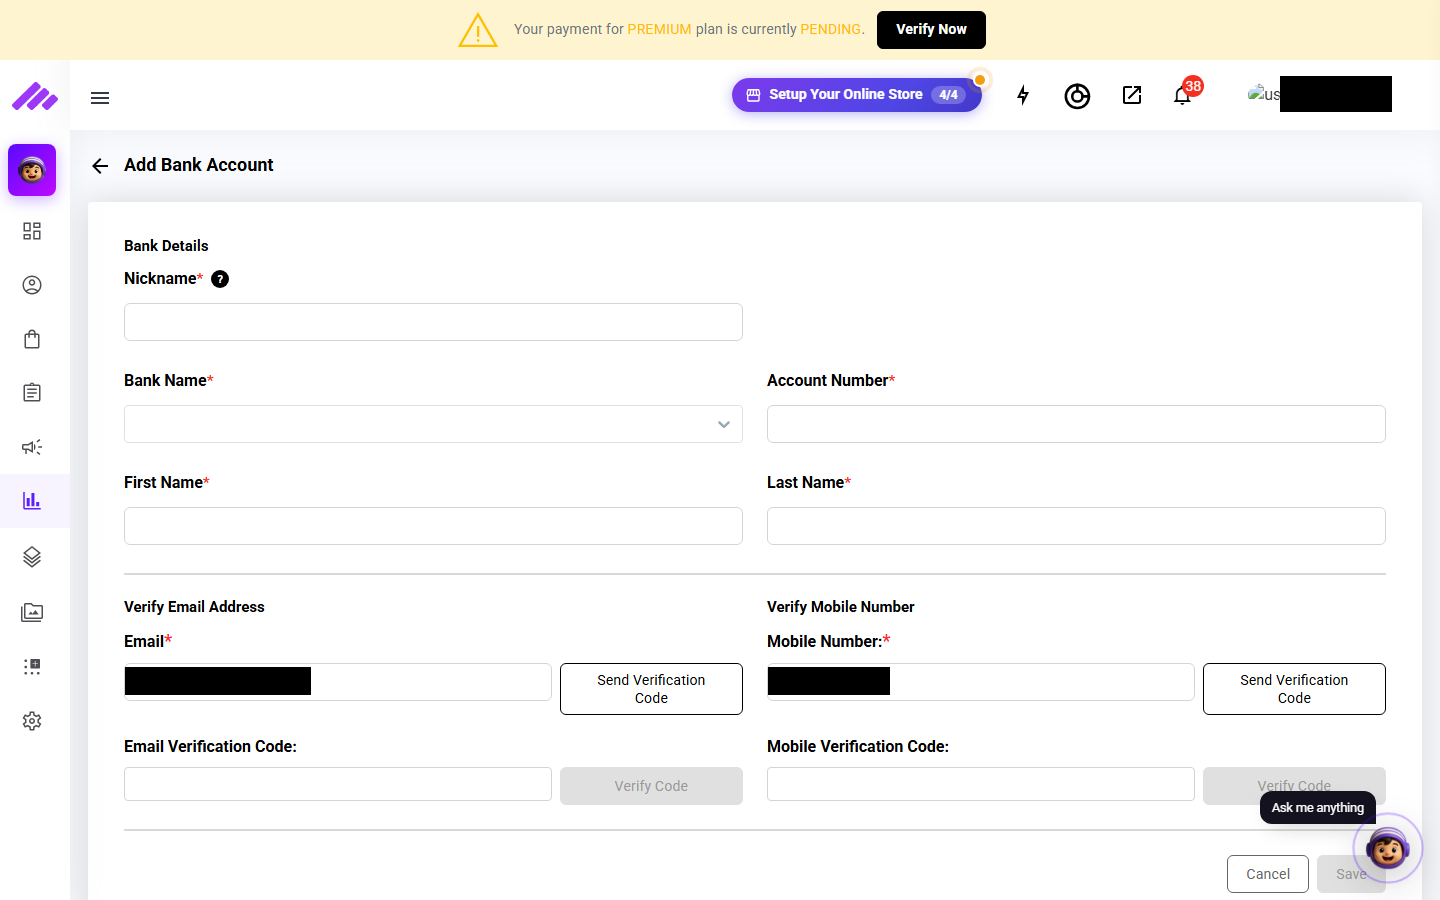 Your payment for PREMIUM plan is currently PENDING.
Verify Now
Setup Your Online Store 4/4
38
us
Add Bank Account
Bank Details
Nickname* ?
Bank Name*
Account Number*
First Name*
Last Name*
Verify Email Address
Verify Mobile Number
Email*
Mobile Number:*
Send Verification
Code
Send Verification
Code
Email Verification Code:
Mobile Verification Code:
Verify Code
Verify Code
Ask me anything
Cancel
Save